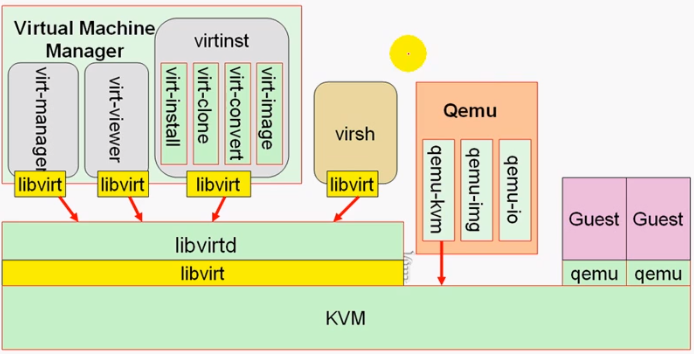 Virtual Machine
Manager
virt-manager
virt-viewer
virtinst
virt-install
virt-clone
virt-convert
virt-image
libvirt
libvirt
libvirt
virsh
libvirt
Qemu
qemu-kvm
qemu-img
qemu-io
Guest
Guest
qemu
qemu
libvirtd
libvirt
KVM